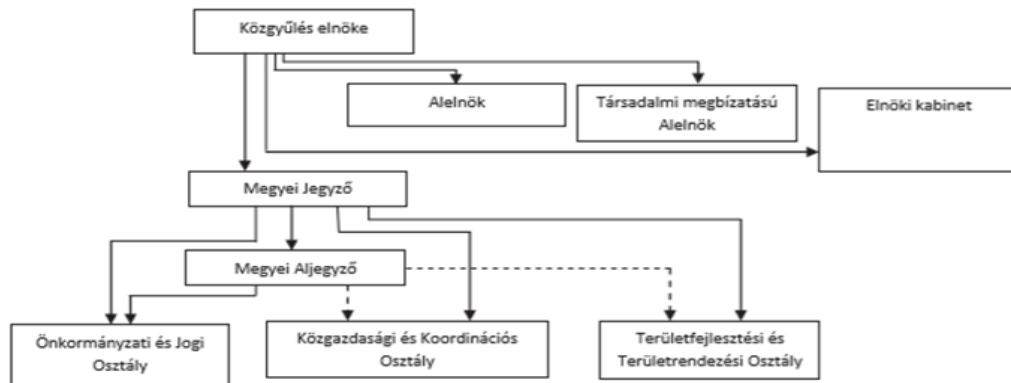 Közgyűlés elnöke
Alelnök
Társadalmi megbízatású
Alelnök
Elnöki kabinet
Megyei Jegyző
Megyei Aljegyző
Önkormányzati és Jogi
Osztály
Közgazdasági és Koordinációs
Osztály
Területfejlesztési és
Területrendezési Osztály